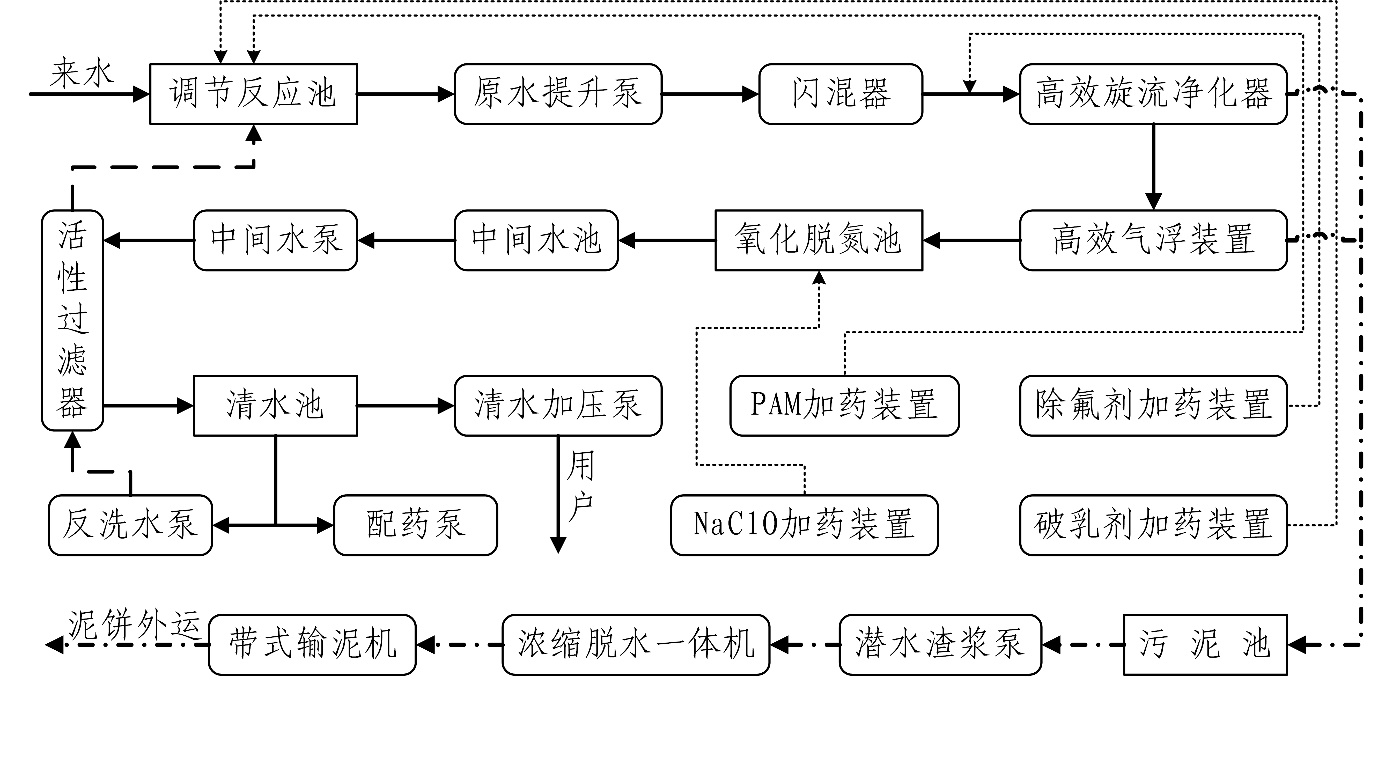 来水
调节反应池
原水提升泵
闪混器
高效旋流净化器
活性过滤器
中间水泵
中间水池
氧化脱氮池
高效气浮装置
清水池
清水加压泵
PAM加药装置
除氟剂加药装置
用户
反洗水泵
配药泵
NaClO加药装置
破乳剂加药装置
泥饼外运
带式输泥机
浓缩脱水一体机
潜水渣浆泵
污泥池